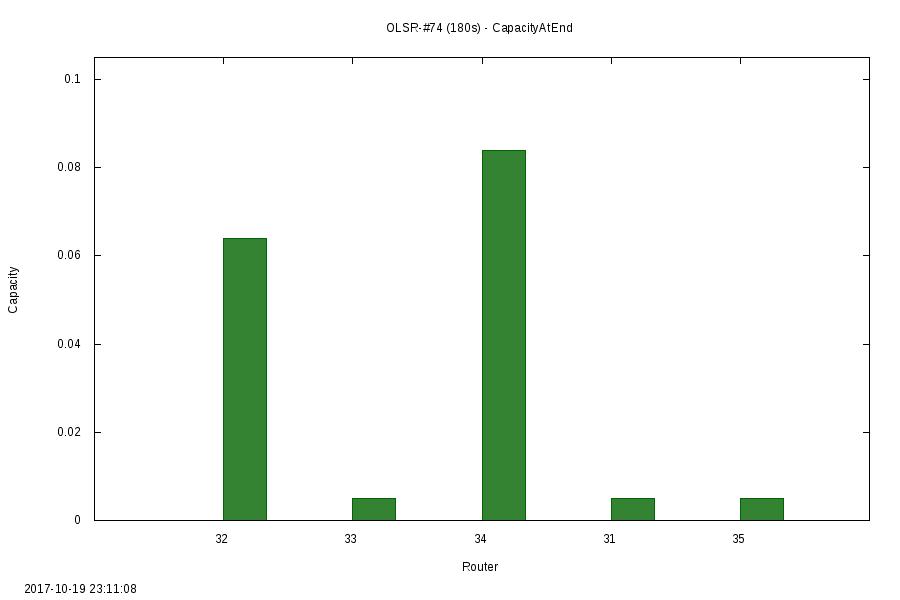 OLSR-#74 (180s) - CapacityAtEnd
0.1
0.08
0.06
0.04
0.02
0
Capacity
32 33 34 31 35
Router
2017-10-19 23:11:08